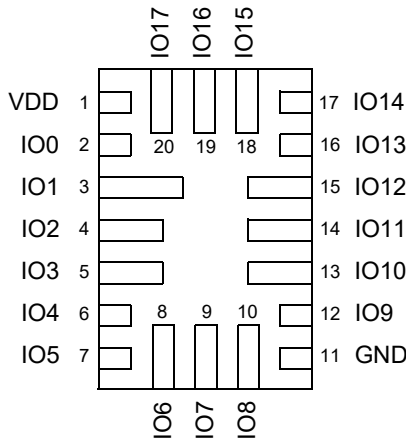 IO17 IO16 IO15
VDD 1 17 IO14
IO0 2 20 19 18 16 IO13
IO1 3 15 IO12
IO2 4 14 IO11
IO3 5 13 IO10
IO4 6 8 9 10 12 IO9
IO5 7 11 GND
IO6 IO7 IO8